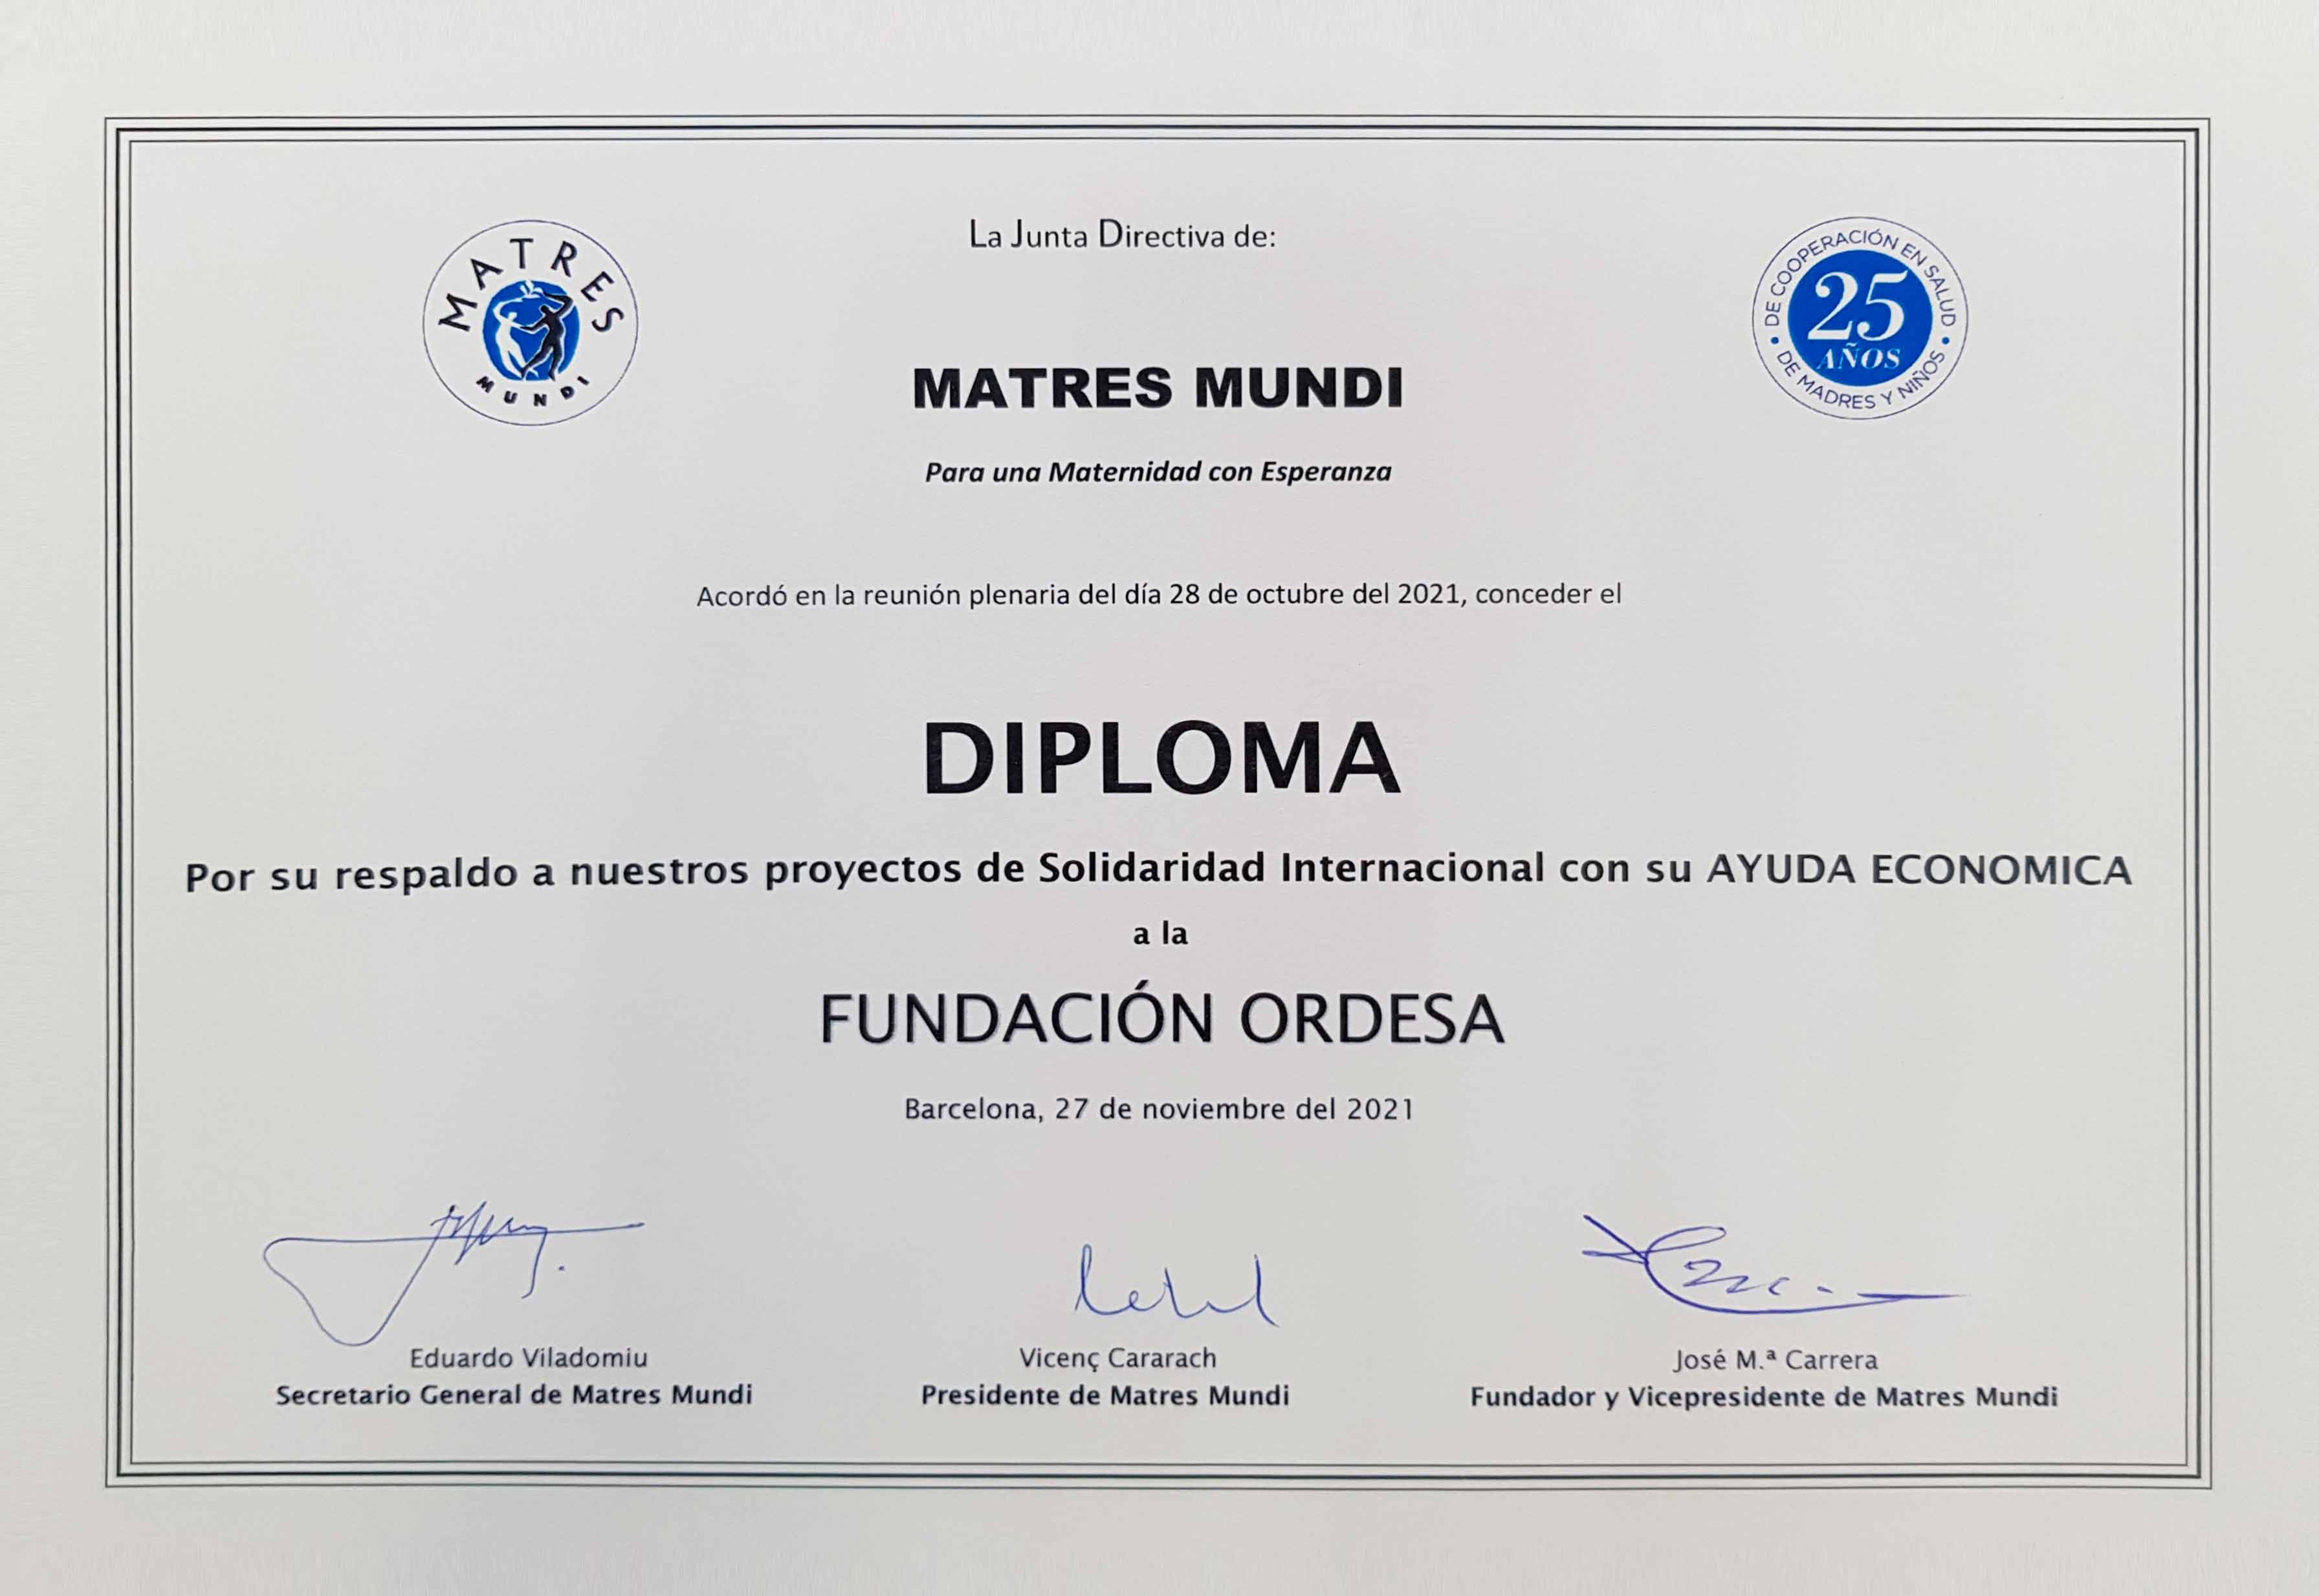 MATRES
MUNDI
La Junta Directiva de:
DE COOPERACIÓN EN SALUD
25
AÑOS
• DE MADRES Y NIÑOS •
MATRES MUNDI
Para una Maternidad con Esperanza
Acordó en la reunión plenaria del día 28 de octubre del 2021, conceder el
DIPLOMA
Por su respaldo a nuestros proyectos de Solidaridad Internacional con su AYUDA ECONOMICA
a la
FUNDACIÓN ORDESA
Barcelona, 27 de noviembre del 2021
Eduardo Viladomiu
Secretario General de Matres Mundi
Vicenç Cararach
Presidente de Matres Mundi
José M.ª Carrera
Fundador y Vicepresidente de Matres Mundi